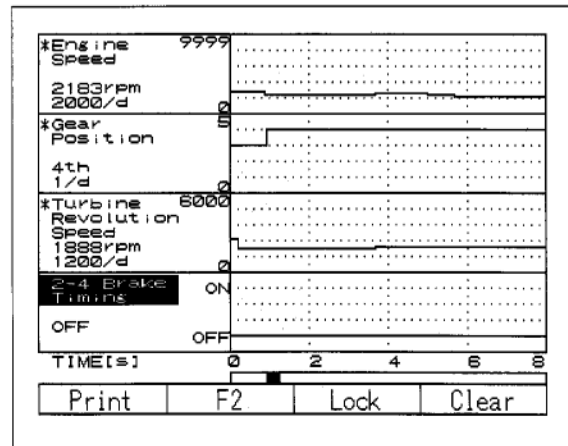 *Engine 9999
Speed
2183rpm
2000/d 0
*Gear 5
Position
4th
1/d 0
*Turbine 6000
Revolution
Speed
1888rpm
1200/d 0
2-4 Brake ON
Timing
OFF
OFF
TIME[s] 0 2 4 6 8
Print F2 Lock Clear